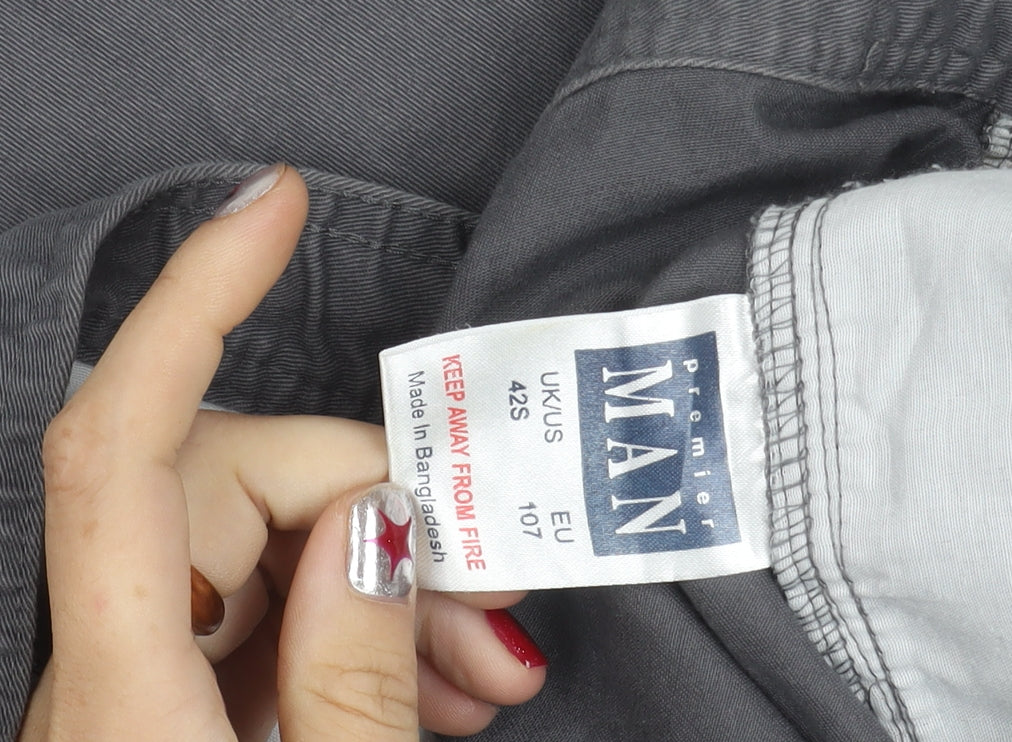 premier
MAN
UK/US EU
42S 107
KEEP AWAY FROM FIRE
Made In Bangladesh